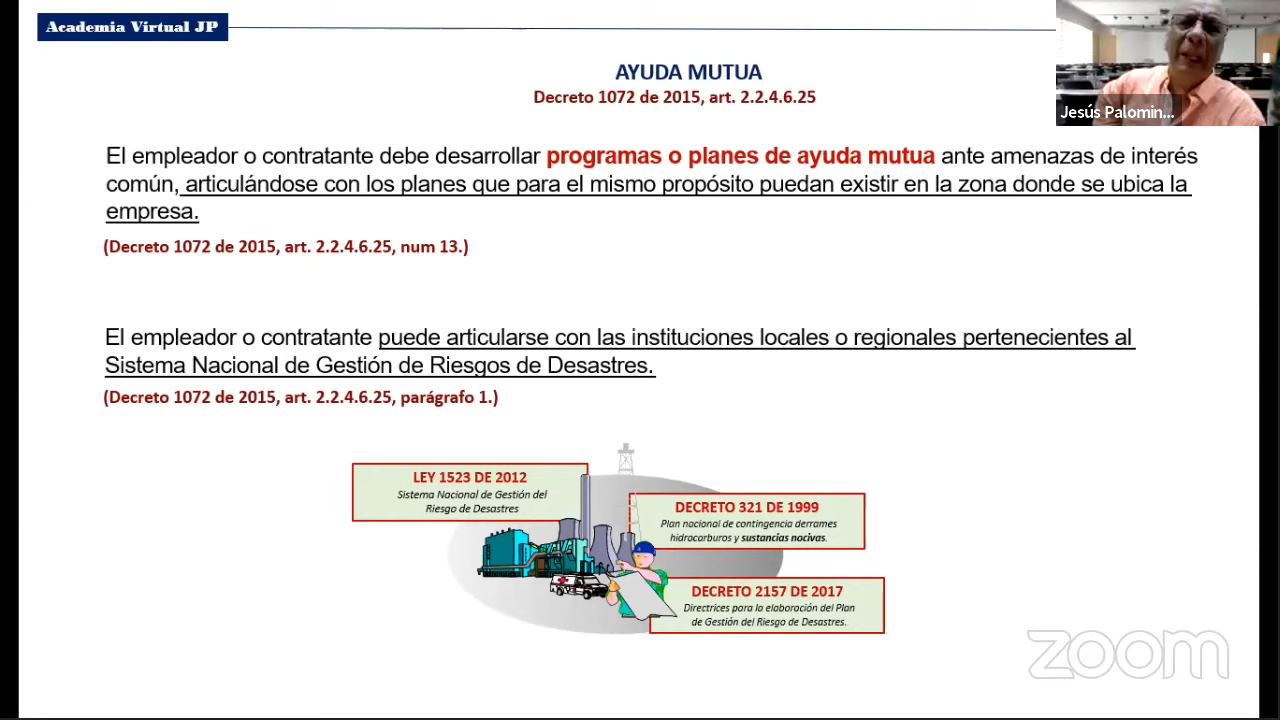 Academia Virtual JP
AYUDA MUTUA
Decreto 1072 de 2015, art. 2.2.4.6.25
Jesús Palomin...
El empleador o contratante debe desarrollar programas o planes de ayuda mutua ante amenazas de interés
común, articulándose con los planes que para el mismo propósito puedan existir en la zona donde se ubica la
empresa.
(Decreto 1072 de 2015, art. 2.2.4.6.25, num 13.)
El empleador o contratante puede articularse con las instituciones locales o regionales pertenecientes al
Sistema Nacional de Gestión de Riesgos de Desastres.
(Decreto 1072 de 2015, art. 2.2.4.6.25, parágrafo 1.)
LEY 1523 DE 2012
Sistema Nacional de Gestión del
Riesgo de Desastres
DECRETO 321 DE 1999
Plan nacional de contingencia derrames
hidrocarburos y sustancias nocivas.
DECRETO 2157 DE 2017
Directrices para la elaboración del Plan
de Gestión del Riesgo de Desastres.
zoom